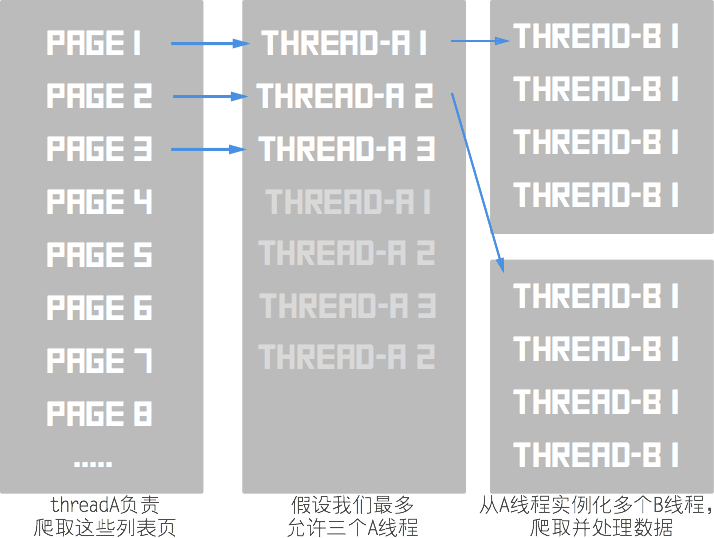 PAGE 1
PAGE 2
PAGE 3
PAGE 4
PAGE 5
PAGE 6
PAGE 7
PAGE 8
.....
threadA负责
爬取这些列表页
THREAD-A 1
THREAD-A 2
THREAD-A 3
THREAD-A 1
THREAD-A 2
THREAD-A 3
THREAD-A 2
假设我们最多
允许三个A线程
THREAD-B 1
THREAD-B 1
THREAD-B 1
THREAD-B 1
THREAD-B 1
THREAD-B 1
THREAD-B 1
THREAD-B 1
从A线程实例化多个B线程,
爬取并处理数据